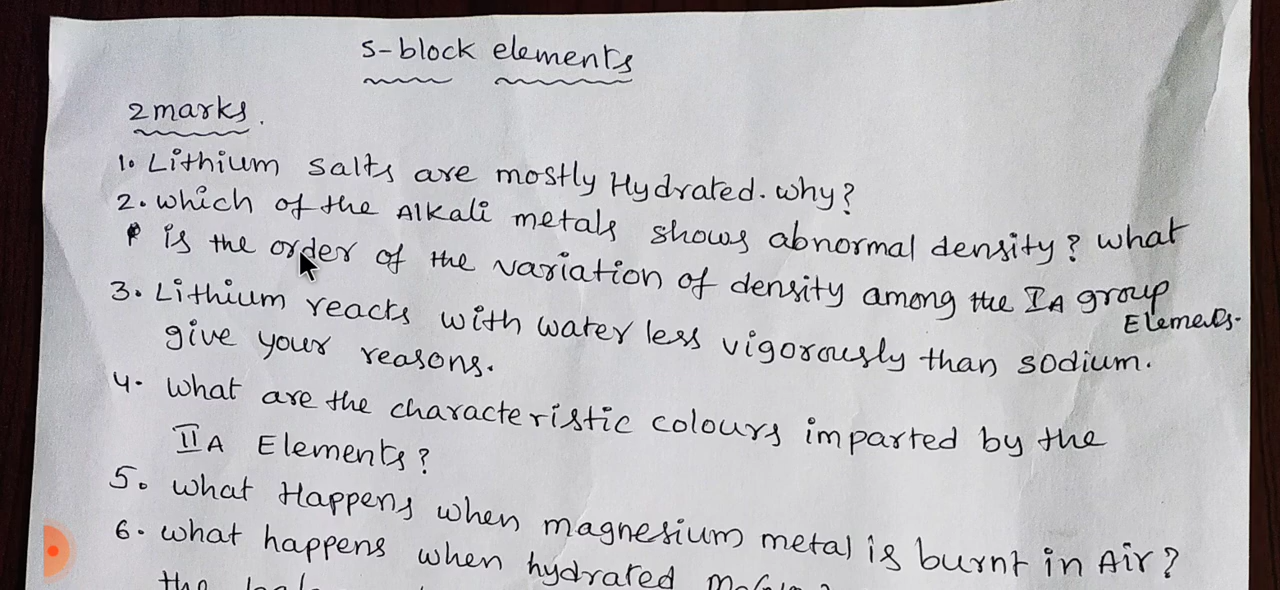 S-block elements
2 marks.
1. Lithium salts are mostly Hydrated. why?
2. which of the Alkali metals shows abnormal density? what
is the order of the variation of density among the IA group
Elements.
3. Lithium reacts with water less vigorously than sodium.
give your reasons.
4. what are the characteristic colours imparted by the
IIA Elements?
5. what Happens when magnesium metal is burnt in Air?
6. what happens when hydrated
the